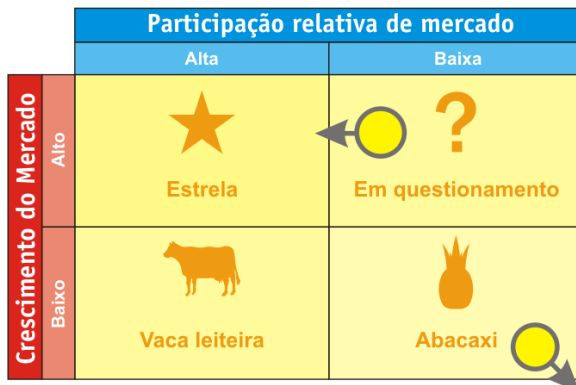 Participação relativa de mercado
Alta
Baixa
Crescimento do Mercado
Alto
Estrela
?
Em questionamento
Baixo
Vaca leiteira
Abacaxi